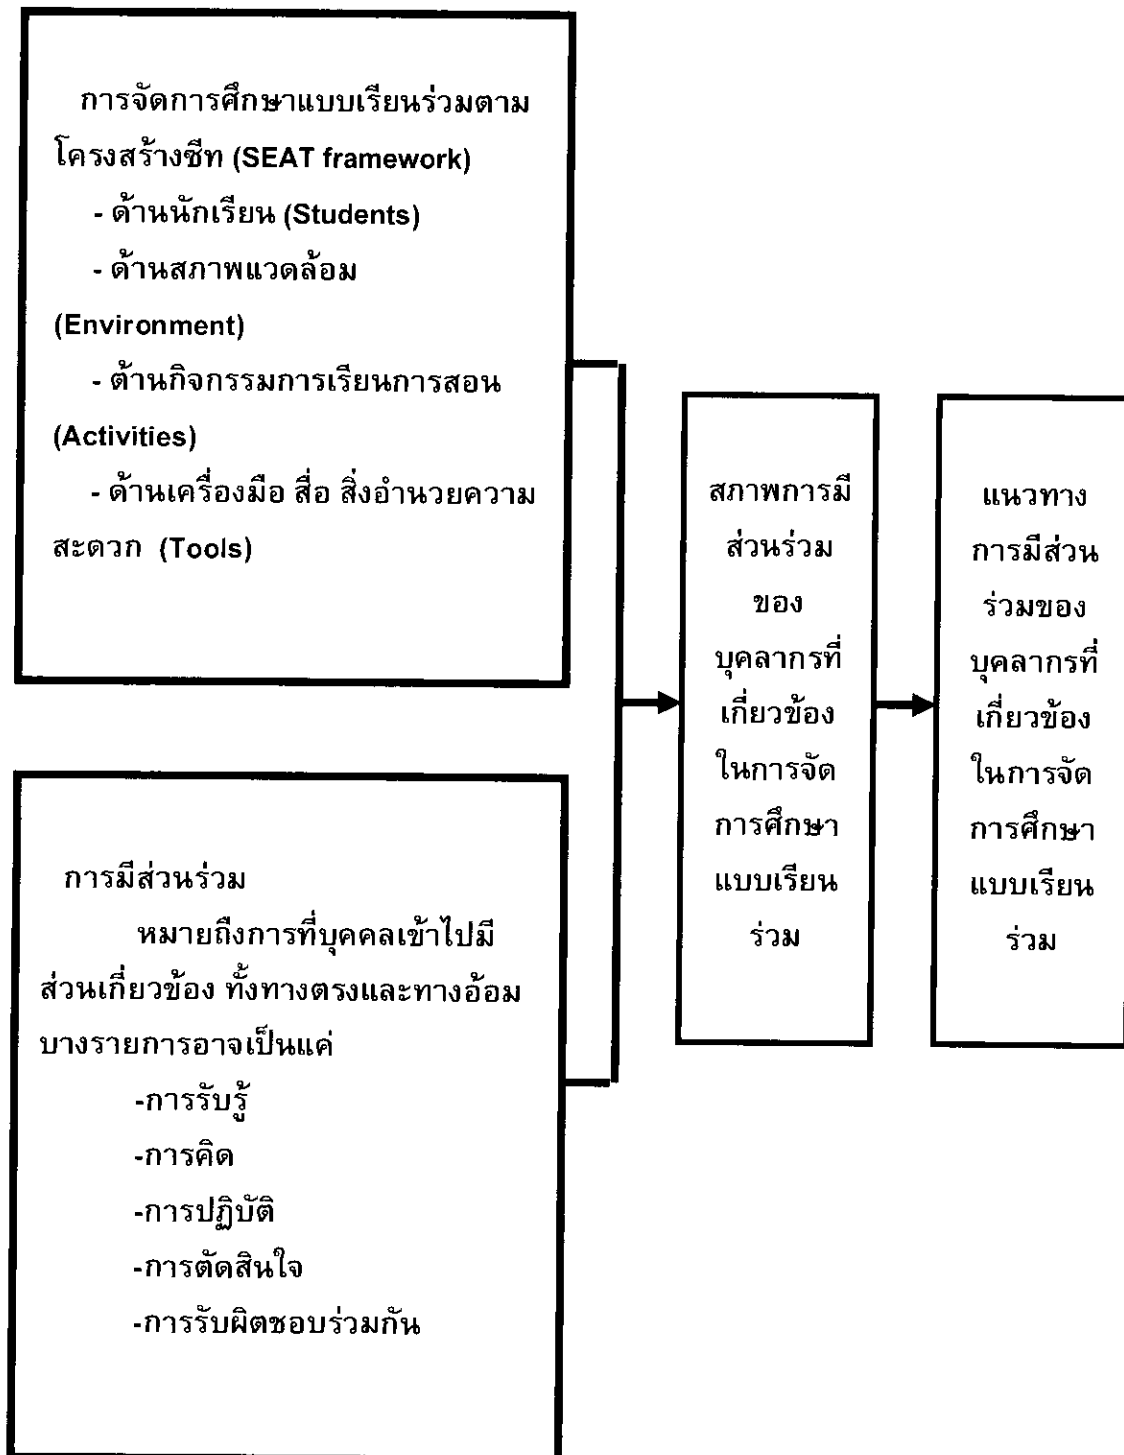 การจัดการศึกษาแบบเรียนร่วมตาม
โครงสร้างซีท (SEAT framework)
- ด้านนักเรียน (Students)
- ด้านสภาพแวดล้อม
(Environment)
- ด้านกิจกรรมการเรียนการสอน
(Activities)
- ด้านเครื่องมือ สื่อ สิ่งอำนวยความ
สะดวก (Tools)
การมีส่วนร่วม
หมายถึงการที่บุคคลเข้าไปมี
ส่วนเกี่ยวข้อง ทั้งทางตรงและทางอ้อม
บางรายการอาจเป็นแค่
-การรับรู้
-การคิด
-การปฏิบัติ
-การตัดสินใจ
-การรับผิดชอบร่วมกัน
สภาพการมี
ส่วนร่วม
ของ
บุคลากรที่
เกี่ยวข้อง
ในการจัด
การศึกษา
แบบเรียน
ร่วม
แนวทาง
การมีส่วน
ร่วมของ
บุคลากรที่
เกี่ยวข้อง
ในการจัด
การศึกษา
แบบเรียน
ร่วม